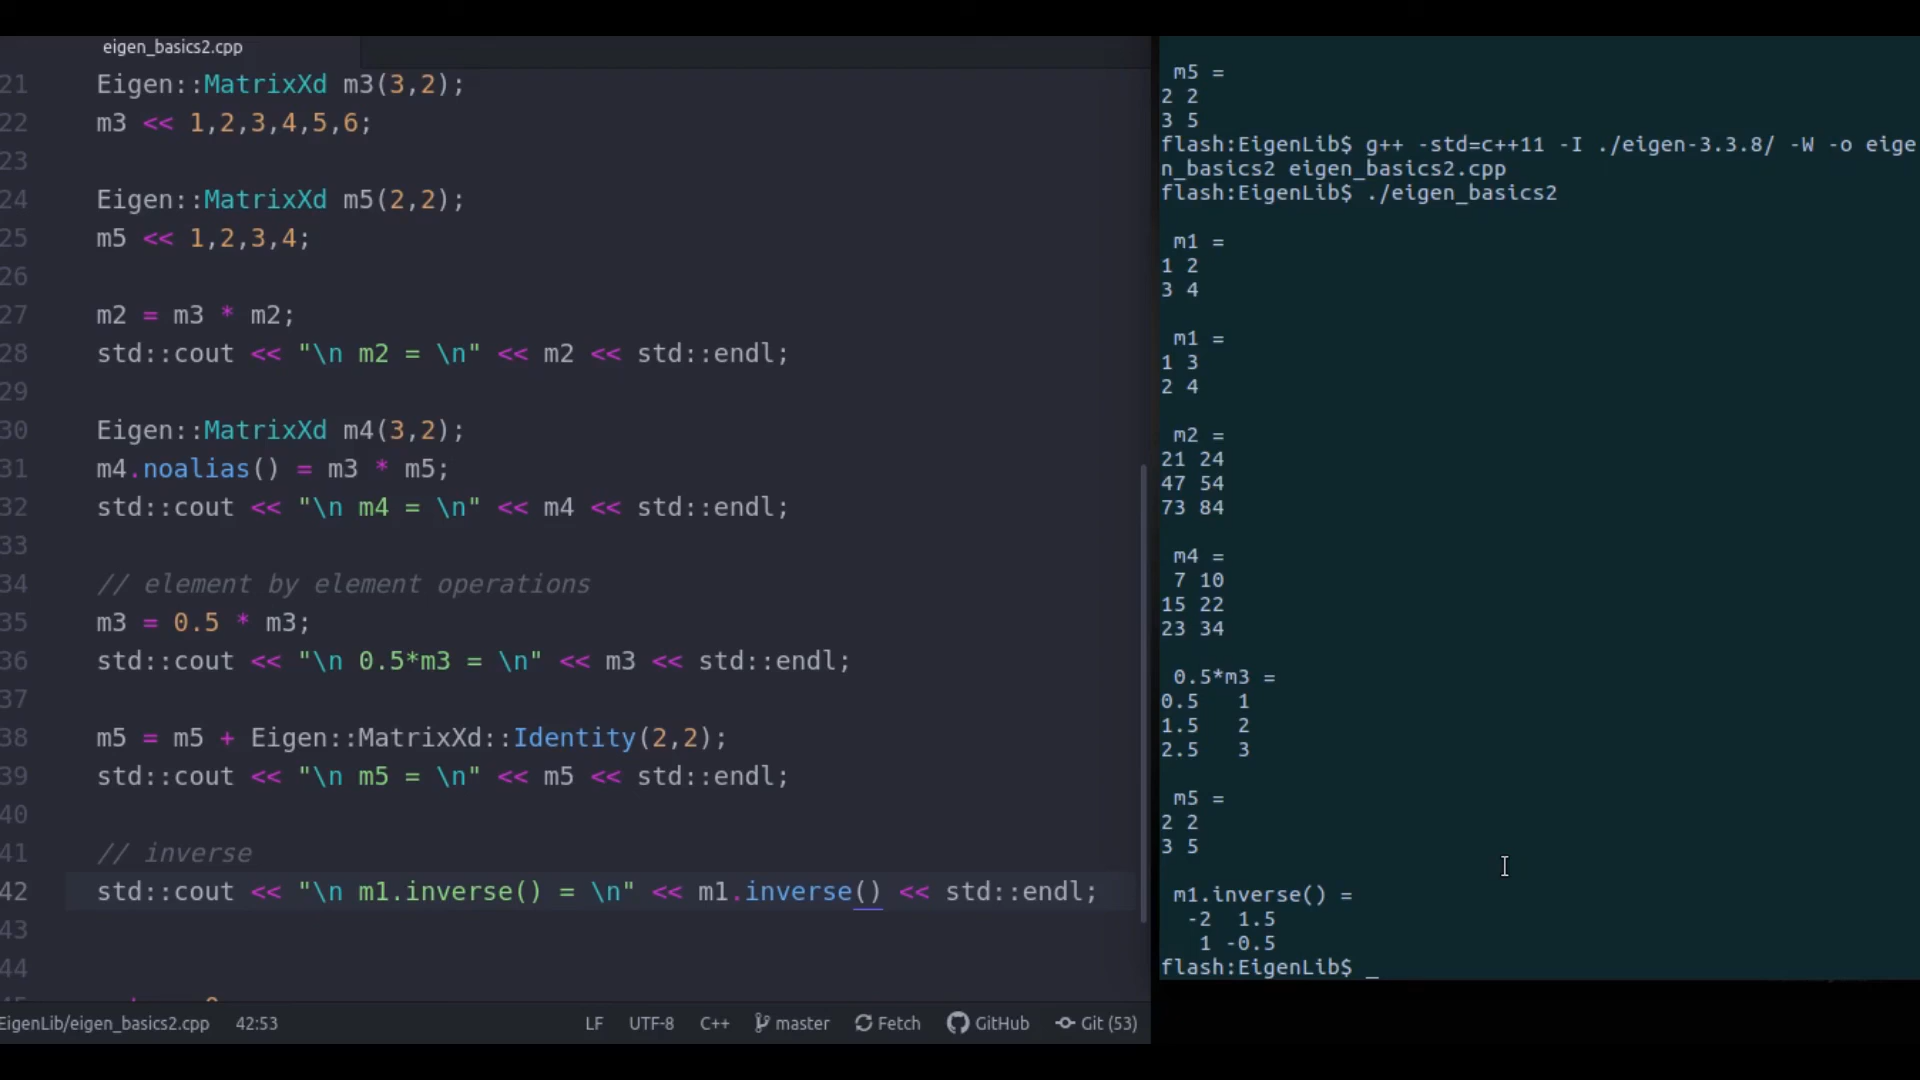 eigen_basics2.cpp
21 Eigen::MatrixXd m3(3,2);
22 m3 << 1,2,3,4,5,6;
23
24 Eigen::MatrixXd m5(2,2);
25 m5 << 1,2,3,4;
26
27 m2 = m3 * m2;
28 std::cout << "\n m2 = \n" << m2 << std::endl;
29
30 Eigen::MatrixXd m4(3,2);
31 m4.noalias() = m3 * m5;
32 std::cout << "\n m4 = \n" << m4 << std::endl;
33
34 // element by element operations
35 m3 = 0.5 * m3;
36 std::cout << "\n 0.5*m3 = \n" << m3 << std::endl;
37
38 m5 = m5 + Eigen::MatrixXd::Identity(2,2);
39 std::cout << "\n m5 = \n" << m5 << std::endl;
40
41 // inverse
42 std::cout << "\n m1.inverse() = \n" << m1.inverse() << std::endl;
43
44
EigenLib/eigen_basics2.cpp 42:53 LF UTF-8 C++ master Fetch GitHub Git (53)
m5 =
2 2
3 5
flash:EigenLib$ g++ -std=c++11 -I ./eigen-3.3.8/ -W -o eige
n_basics2 eigen_basics2.cpp
flash:EigenLib$ ./eigen_basics2
m1 =
1 2
3 4
m1 =
1 3
2 4
m2 =
21 24
47 54
73 84
m4 =
7 10
15 22
23 34
0.5*m3 =
0.5 1
1.5 2
2.5 3
m5 =
2 2
3 5
m1.inverse() =
-2 1.5
1 -0.5
flash:EigenLib$ _